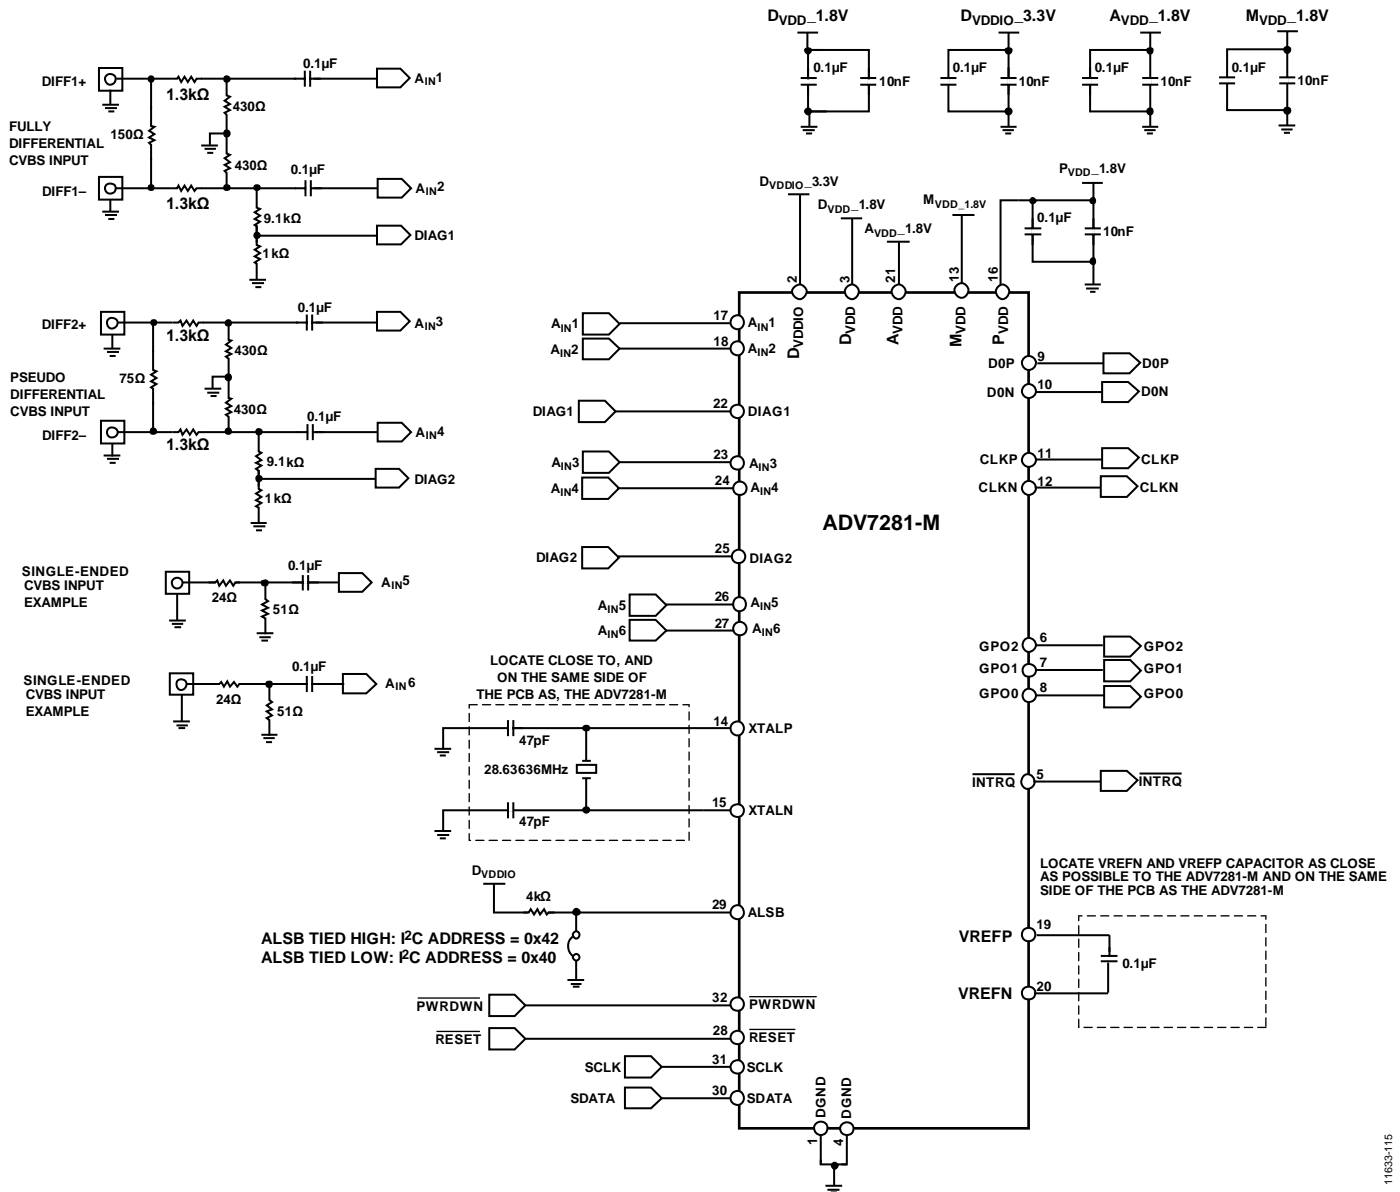 DVDD_1.8V
0.1µF
10nF
DVDDIO_3.3V
0.1µF
10nF
AVDD_1.8V
0.1µF
10nF
MVDD_1.8V
0.1µF
10nF
FULLY
DIFFERENTIAL
CVBS INPUT
DIFF1+
1.3kΩ
0.1µF
AIN1
150Ω
430Ω
430Ω
DIFF1–
1.3kΩ
0.1µF
AIN2
9.1kΩ
DIAG1
1kΩ
PSEUDO
DIFFERENTIAL
CVBS INPUT
DIFF2+
1.3kΩ
0.1µF
AIN3
75Ω
430Ω
430Ω
DIFF2–
1.3kΩ
0.1µF
AIN4
9.1kΩ
DIAG2
1kΩ
SINGLE-ENDED
CVBS INPUT
EXAMPLE
24Ω
0.1µF
AIN5
51Ω
SINGLE-ENDED
CVBS INPUT
EXAMPLE
24Ω
0.1µF
AIN6
51Ω
DVDDIO_3.3V
DVDD_1.8V
AVDD_1.8V
MVDD_1.8V
PVDD_1.8V
0.1µF
10nF
2
3
21
13
16
DVDDIO
DVDD
AVDD
MVDD
PVDD
AIN1 17 AIN1
AIN2 18 AIN2
DIAG1 22 DIAG1
AIN3 23 AIN3
AIN4 24 AIN4
DIAG2 25 DIAG2
AIN5 26 AIN5
AIN6 27 AIN6
ADV7281-M
D0P 9 D0P
D0N 10 D0N
CLKP 11 CLKP
CLKN 12 CLKN
GPO2 6 GPO2
GPO1 7 GPO1
GPO0 8 GPO0
INTRQ 5 INTRQ
LOCATE CLOSE TO, AND
ON THE SAME SIDE OF
THE PCB AS, THE ADV7281-M
47pF
14 XTALP
28.63636MHz
47pF
15 XTALN
DVDDIO
4kΩ
29 ALSB
ALSB TIED HIGH: I²C ADDRESS = 0x42
ALSB TIED LOW: I²C ADDRESS = 0x40
LOCATE VREFN AND VREFP CAPACITOR AS CLOSE
AS POSSIBLE TO THE ADV7281-M AND ON THE SAME
SIDE OF THE PCB AS THE ADV7281-M
VREFP 19
0.1µF
VREFN 20
PWRDWN 32 PWRDWN
RESET 28 RESET
SCLK 31 SCLK
SDATA 30 SDATA
DGND
DGND
1
4
11633-115